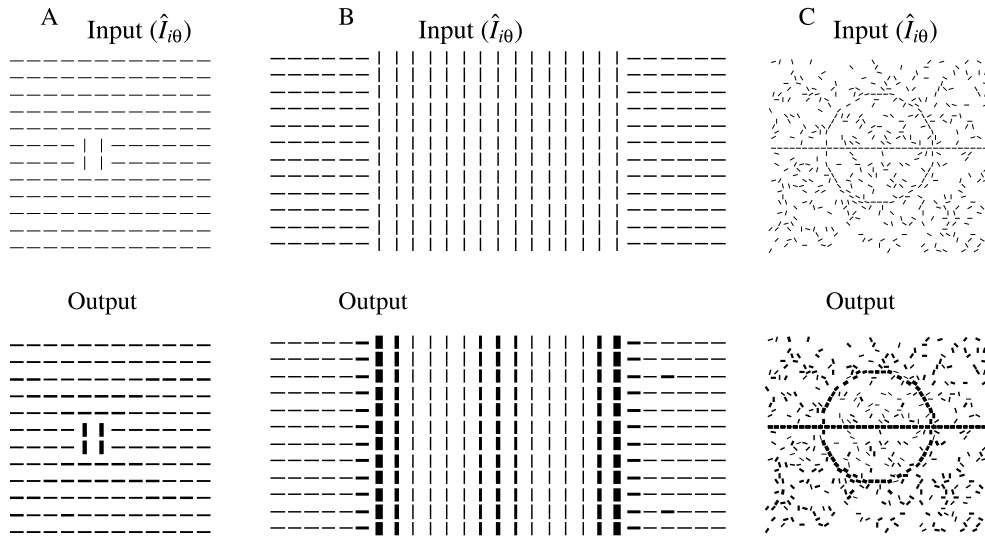 A
Input (Î_iθ)
B
Input (Î_iθ)
C
Input (Î_iθ)
Output
Output
Output